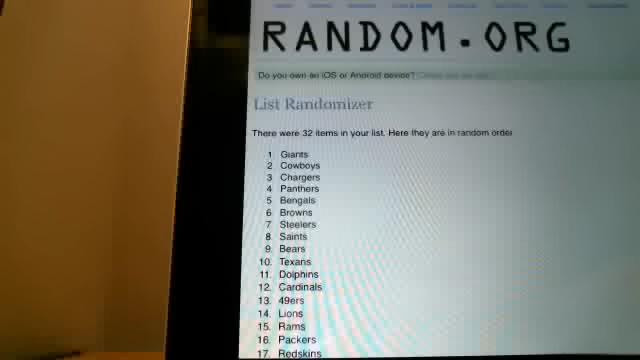 RANDOM.ORG
Do you own an iOS or Android device?
List Randomizer
There were 32 items in your list. Here they are in random order
1 Giants
2 Cowboys
3 Chargers
4 Panthers
5 Bengals
6 Browns
7 Steelers
8. Saints
9. Bears
10. Texans
11. Dolphins
12. Cardinals
13. 49ers
14. Lions
15. Rams
16. Packers
17. Redskins